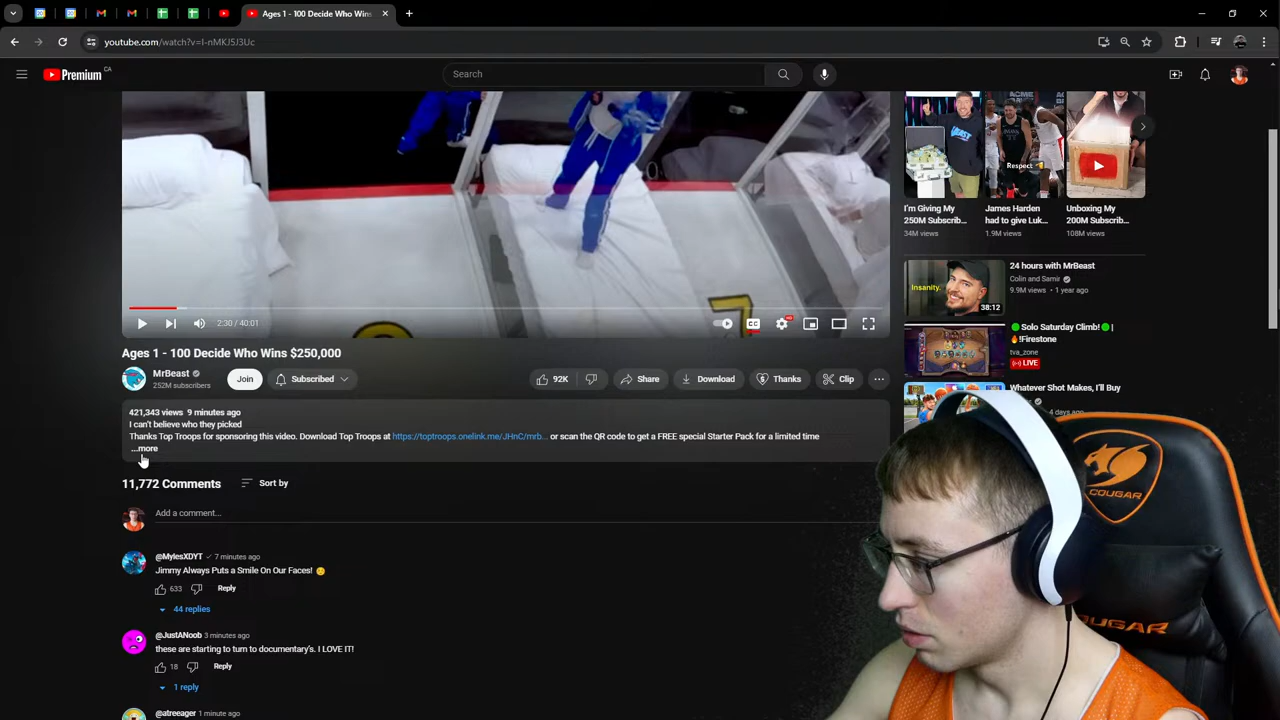 Ages 1 - 100 Decide Who Wins
youtube.com/watch?v=I-nMKJ5J3Uc
Premium CA
Search
I'm Giving My
250M Subscrib...
34M views
Respect
James Harden
had to give Luk...
1.9M views
Unboxing My
200M Subscrib...
108M views
Insanity.
38:12
24 hours with MrBeast
Colin and Samir
9.9M views • 1 year ago
Solo Saturday Climb! |
!Firestone
tva_zone
LIVE
Whatever Shot Makes, I'll Buy
4 days ago
2:30 / 40:01
CC
HD
Ages 1 - 100 Decide Who Wins $250,000
MrBeast
252M subscribers
Join
Subscribed
92K
Share
Download
Thanks
Clip
421,343 views 9 minutes ago
I can't believe who they picked
Thanks Top Troops for sponsoring this video. Download Top Troops at https://toptroops.onelink.me/JHnC/mrb... or scan the QR code to get a FREE special Starter Pack for a limited time
...more
11,772 Comments
Sort by
Add a comment...
@MylesXDYT 7 minutes ago
Jimmy Always Puts a Smile On Our Faces!
633
Reply
44 replies
@JustANoob 3 minutes ago
these are starting to turn to documentary's. I LOVE IT!
18
Reply
1 reply
@atreeager 1 minute ago
COUGAR
COUGAR